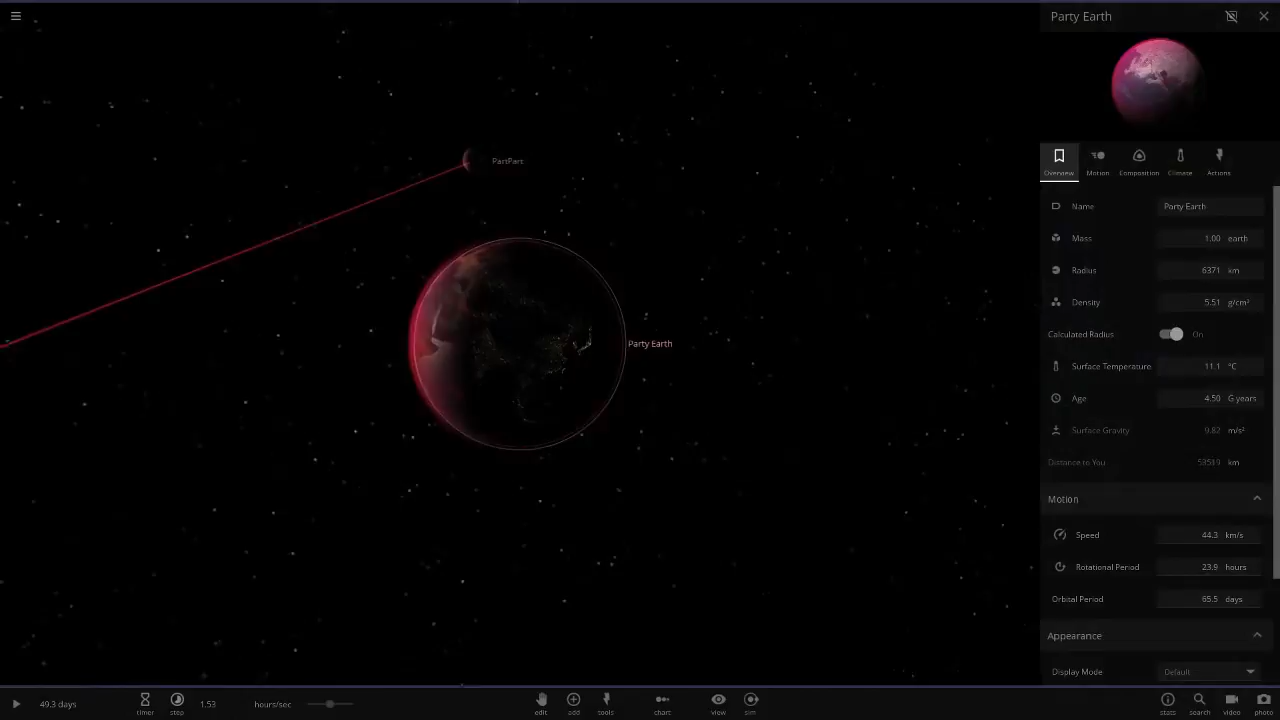 Party Earth
PartPart
Party Earth
Overview Motion Composition Climate Actions
Name Party Earth
Mass 1.00 earth
Radius 6371 km
Density 5.51 g/cm³
Calculated Radius On
Surface Temperature 11.1 °C
Age 4.50 G years
Surface Gravity 9.82 m/s²
Distance to You 53519 km
Motion
Speed 44.3 km/s
Rotational Period 23.9 hours
Orbital Period 65.5 days
Appearance
Display Mode Default
49.3 days timer step 1.53 hours/sec edit add tools chart view sim stats search video photo